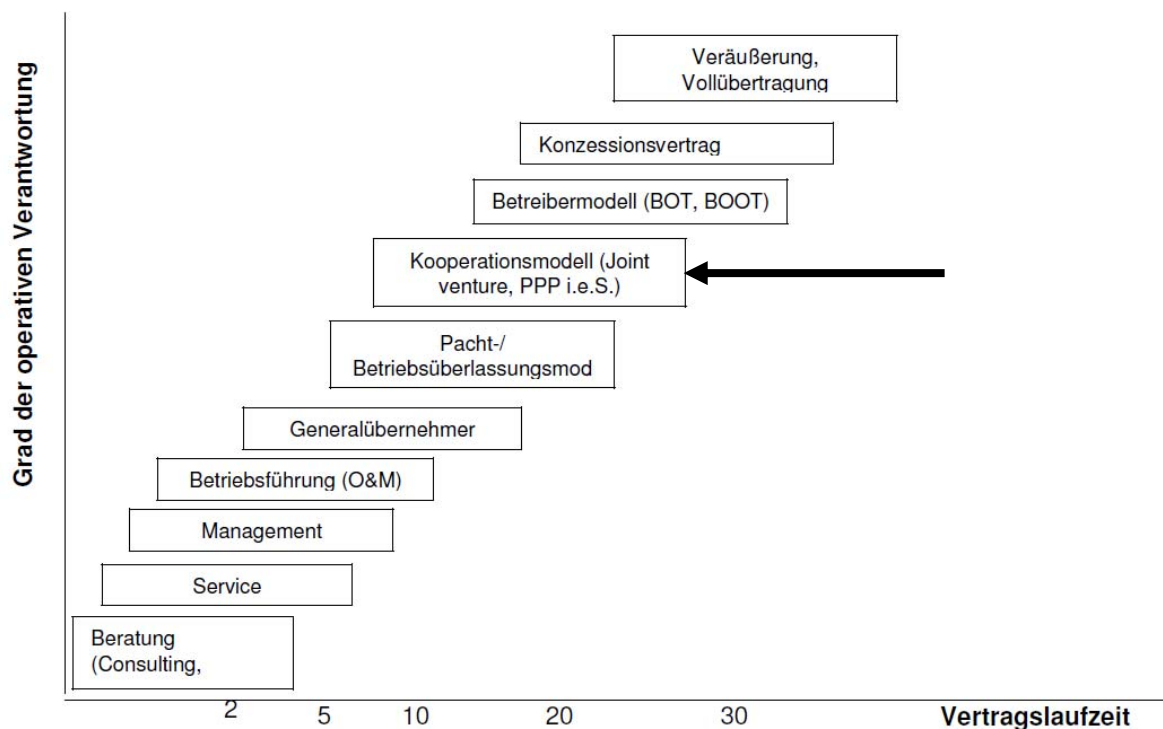 Grad der operativen Verantwortung
Veräußerung,
Vollübertragung
Konzessionsvertrag
Betreibermodell (BOT, BOOT)
Kooperationsmodell (Joint
venture, PPP i.e.S.)
Pacht-/
Betriebsüberlassungsmod
Generalübernehmer
Betriebsführung (O&M)
Management
Service
Beratung
(Consulting,
2 5 10 20 30 Vertragslaufzeit